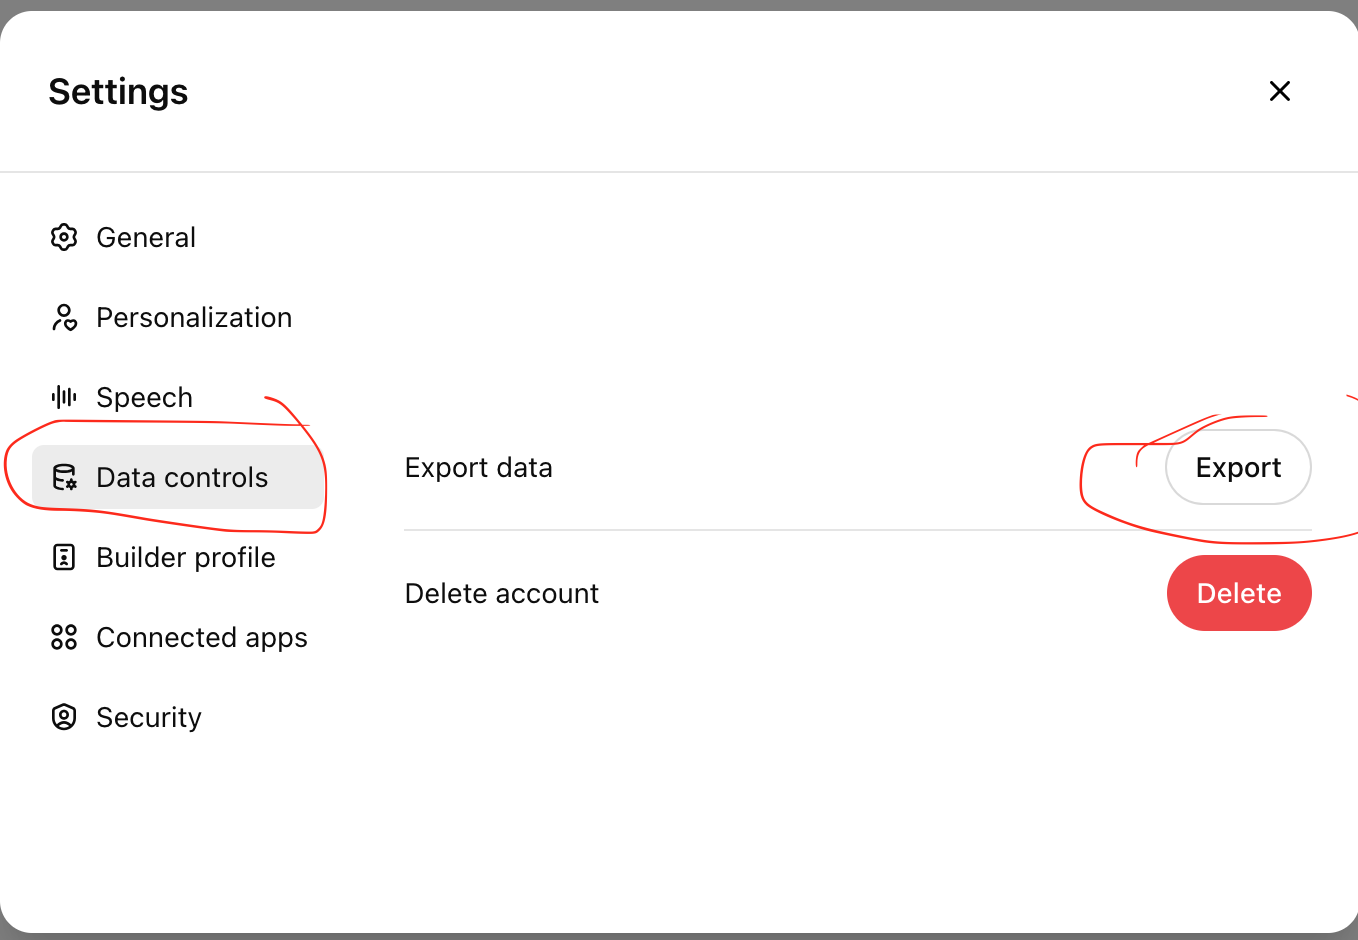 Settings
General
Personalization
Speech
Data controls
Builder profile
Connected apps
Security
Export data
Export
Delete account
Delete